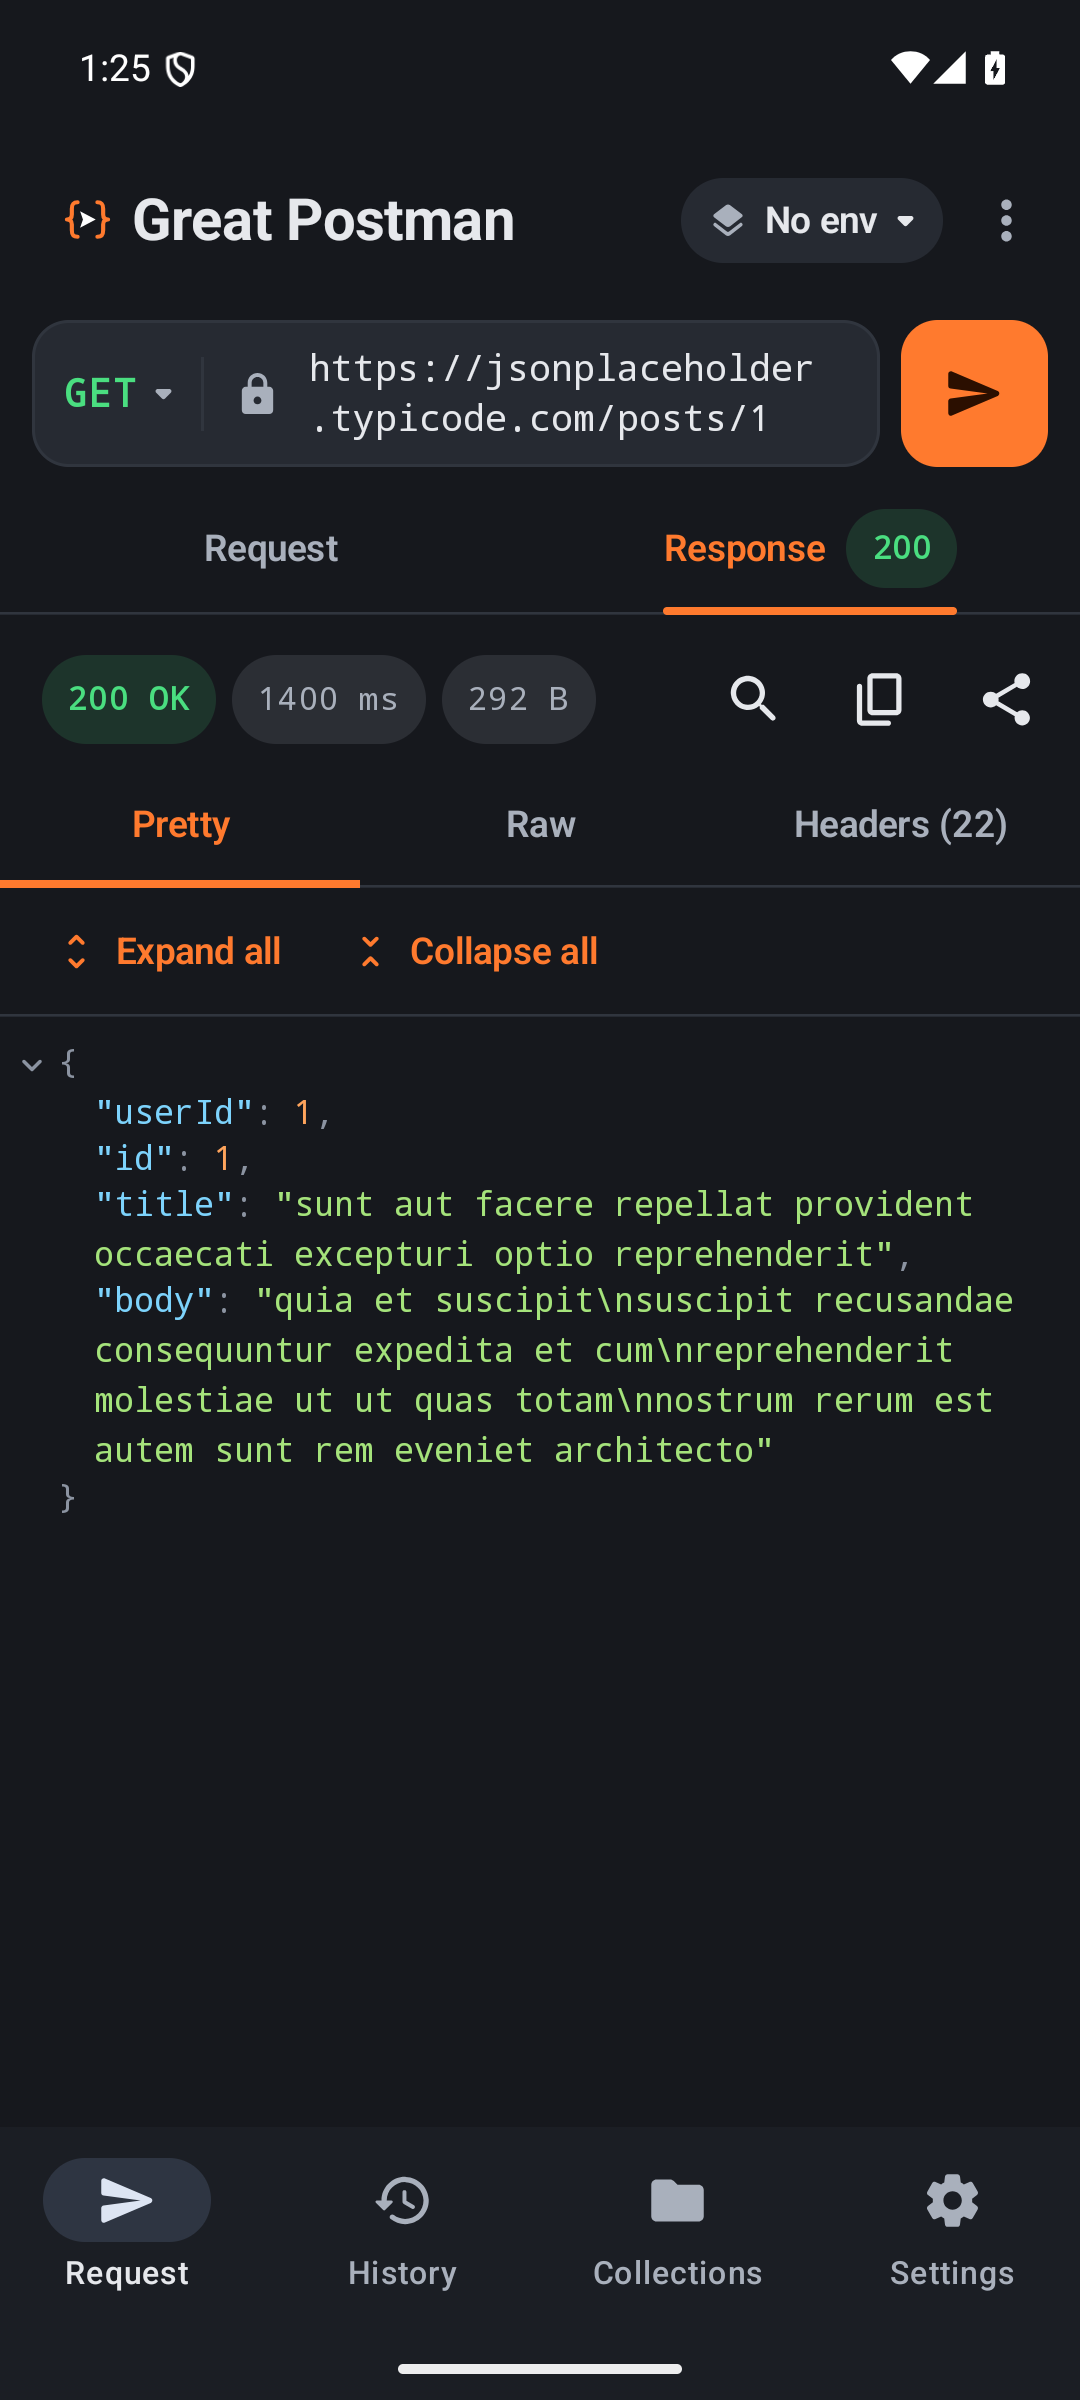 1:25
Great Postman
No env
GET
https://jsonplaceholder
.typicode.com/posts/1
Request
Response 200
200 OK
1400 ms
292 B
Pretty
Raw
Headers (22)
Expand all
Collapse all
{
"userId": 1,
"id": 1,
"title": "sunt aut facere repellat provident
occaecati excepturi optio reprehenderit",
"body": "quia et suscipit\nsuscipit recusandae
consequuntur expedita et cum\nreprehenderit
molestiae ut ut quas totam\nnostrum rerum est
autem sunt rem eveniet architecto"
}
Request
History
Collections
Settings